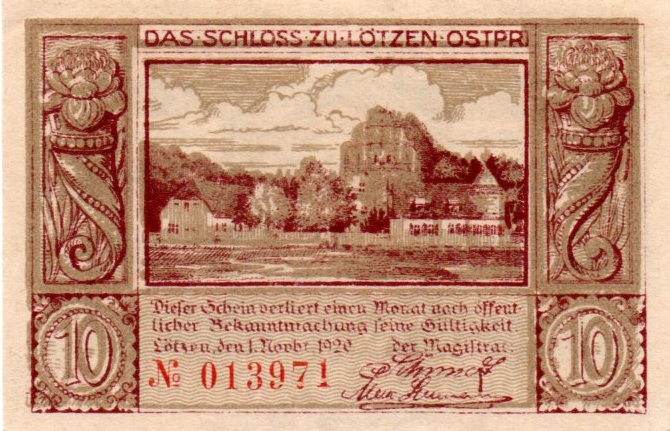 DAS·SCHLOSS·ZU·LÖTZEN·OSTPR
Dieser Schein verliert einen Monat nach öffent
licher Bekanntmachung seine Gültigkeit
Lötzen, den 1. Novbr 1920 der Magistrat.
10 № 013971 10